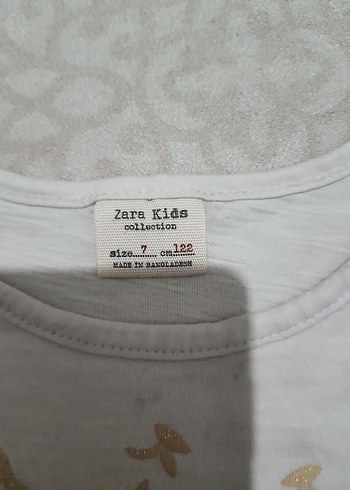 Zara Kids
collection
size....7.... cm.122
MADE IN BANGLADESH